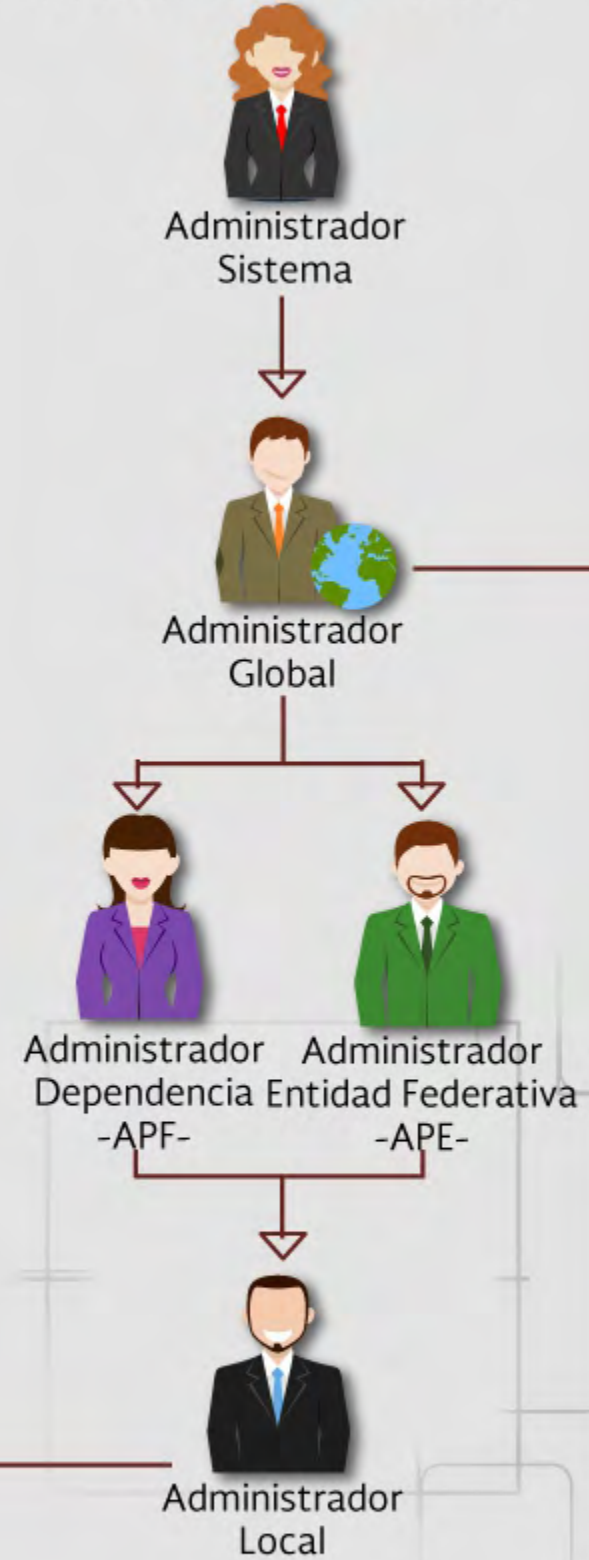 Administrador
Sistema
Administrador
Global
Administrador
Dependencia
-APF-
Administrador
Entidad Federativa
-APE-
Administrador
Local